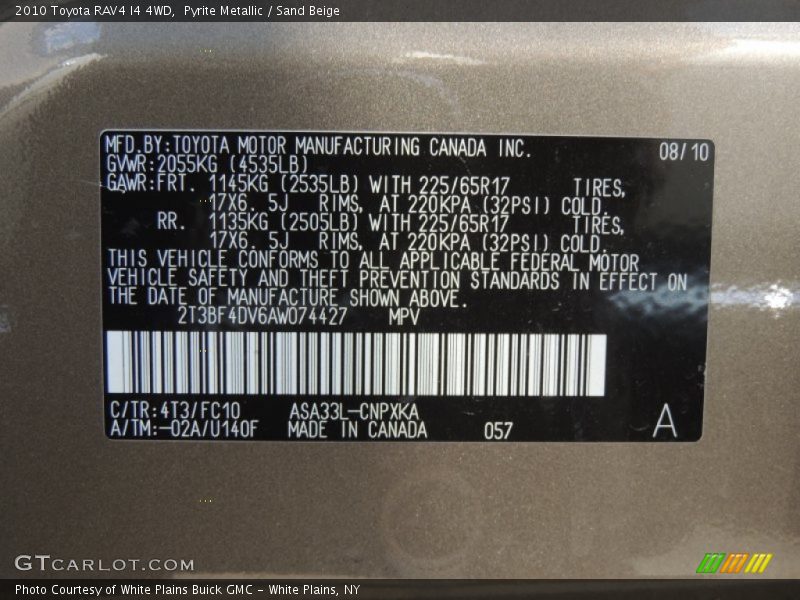 2010 Toyota RAV4 I4 4WD,  Pyrite Metallic / Sand Beige
MFD.BY:TOYOTA MOTOR MANUFACTURING CANADA INC. 08/10
GVWR:2055KG (4535LB)
GAWR:FRT. 1145KG (2535LB) WITH 225/65R17 TIRES,
17X6. 5J RIMS, AT 220KPA (32PSI) COLD.
RR. 1135KG (2505LB) WITH 225/65R17 TIRES,
17X6. 5J RIMS, AT 220KPA (32PSI) COLD.
THIS VEHICLE CONFORMS TO ALL APPLICABLE FEDERAL MOTOR
VEHICLE SAFETY AND THEFT PREVENTION STANDARDS IN EFFECT ON
THE DATE OF MANUFACTURE SHOWN ABOVE.
2T3BF4DV6AW074427 MPV
C/TR:4T3/FC10 ASA33L-CNPXKA
A/TM:-02A/U140F MADE IN CANADA 057 A
GTCARLOT.COM
Photo Courtesy of White Plains Buick GMC - White Plains, NY